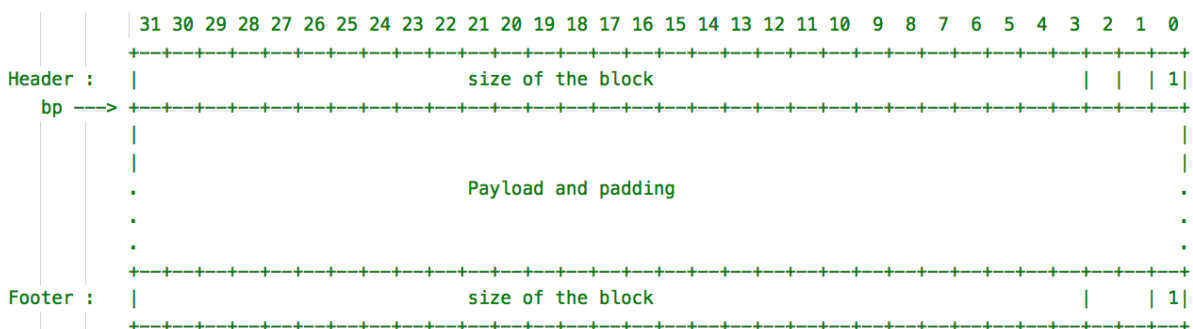 31 30 29 28 27 26 25 24 23 22 21 20 19 18 17 16 15 14 13 12 11 10 9 8 7 6 5 4 3 2 1 0
+--+--+--+--+--+--+--+--+--+--+--+--+--+--+--+--+--+--+--+--+--+--+--+--+--+--+--+--+--+--+--+--+
Header : | size of the block | | | 1|
bp ---> +--+--+--+--+--+--+--+--+--+--+--+--+--+--+--+--+--+--+--+--+--+--+--+--+--+--+--+--+--+--+--+--+
| |
| |
. Payload and padding .
. .
. .
+--+--+--+--+--+--+--+--+--+--+--+--+--+--+--+--+--+--+--+--+--+--+--+--+--+--+--+--+--+--+--+--+
Footer : | size of the block | | 1|
+--+--+--+--+--+--+--+--+--+--+--+--+--+--+--+--+--+--+--+--+--+--+--+--+--+--+--+--+--+--+--+--+